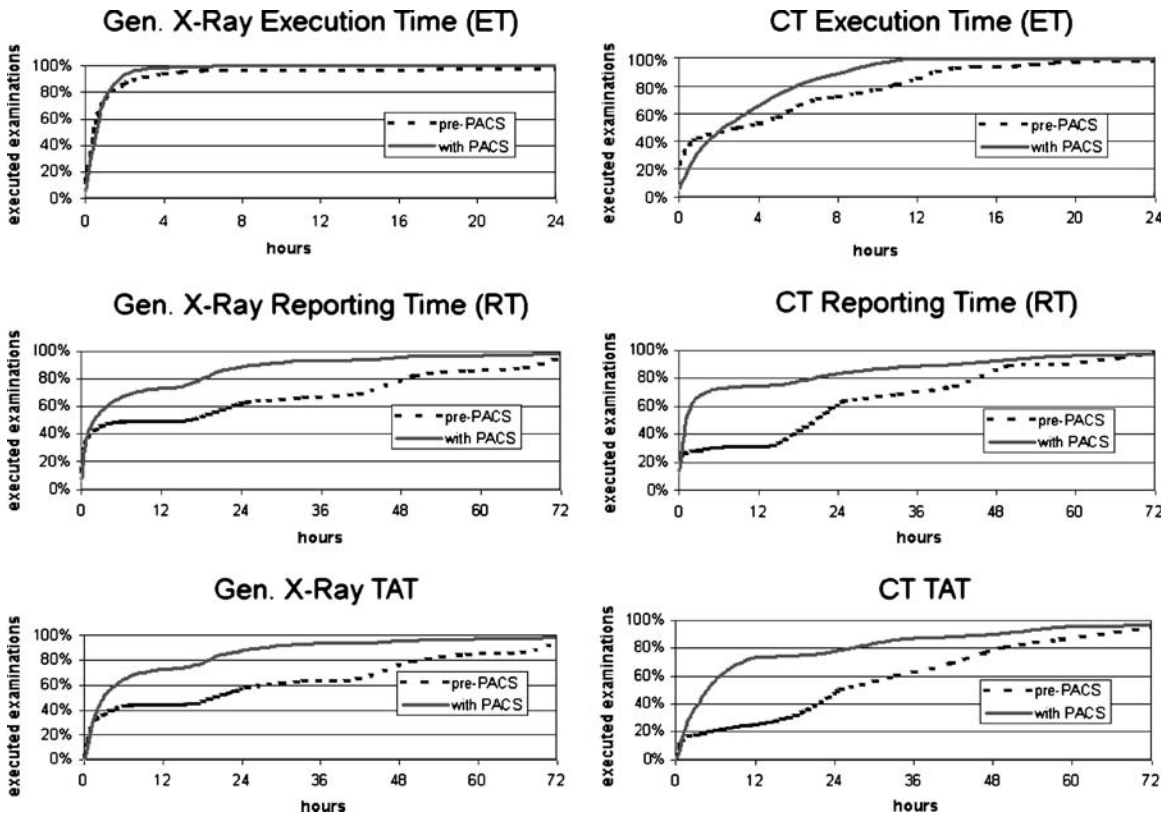 Gen. X-Ray Execution Time (ET)
executed examinations
100%
80%
60%
40%
20%
0%
pre-PACS
with PACS
0 4 8 12 16 20 24
hours
CT Execution Time (ET)
executed examinations
100%
80%
60%
40%
20%
0%
pre-PACS
with PACS
0 4 8 12 16 20 24
hours
Gen. X-Ray Reporting Time (RT)
executed examinations
100%
80%
60%
40%
20%
0%
pre-PACS
with PACS
0 12 24 36 48 60 72
hours
CT Reporting Time (RT)
executed examinations
100%
80%
60%
40%
20%
0%
pre-PACS
with PACS
0 12 24 36 48 60 72
hours
Gen. X-Ray TAT
executed examinations
100%
80%
60%
40%
20%
0%
pre-PACS
with PACS
0 12 24 36 48 60 72
hours
CT TAT
executed examinations
100%
80%
60%
40%
20%
0%
pre-PACS
with PACS
0 12 24 36 48 60 72
hours